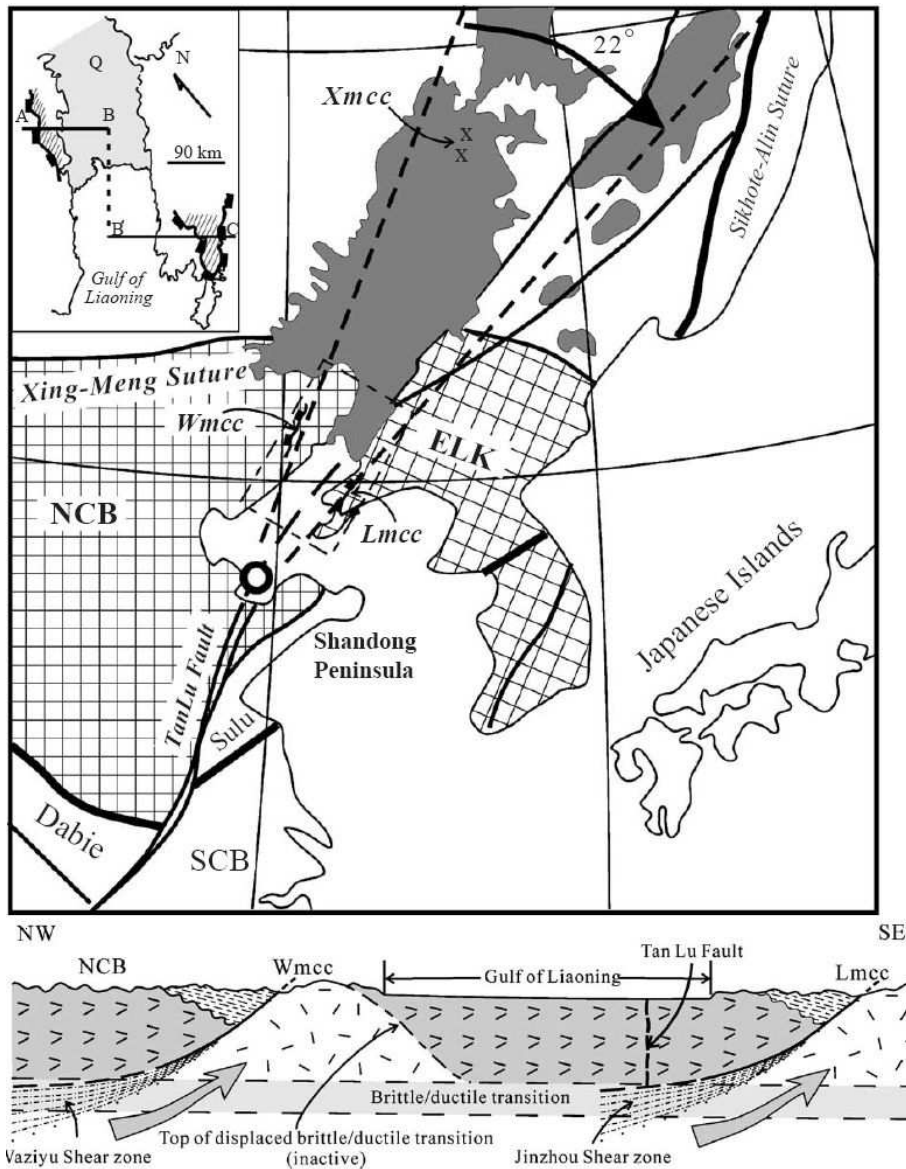 Q
N
A
B
90 km
B'
C
Gulf of
Liaoning
22°
Xmcc
X
X
Sikhote-Alin Suture
Xing-Meng Suture
Wmcc
ELK
NCB
Lmcc
Japanese Islands
Shandong
Peninsula
TanLu Fault
Sulu
Dabie
SCB
NW
SE
Tan Lu Fault
NCB
Wmcc
Gulf of Liaoning
Lmcc
Brittle/ductile transition
Waziyu Shear zone
Top of displaced brittle/ductile transition
(inactive)
Jinzhou Shear zone